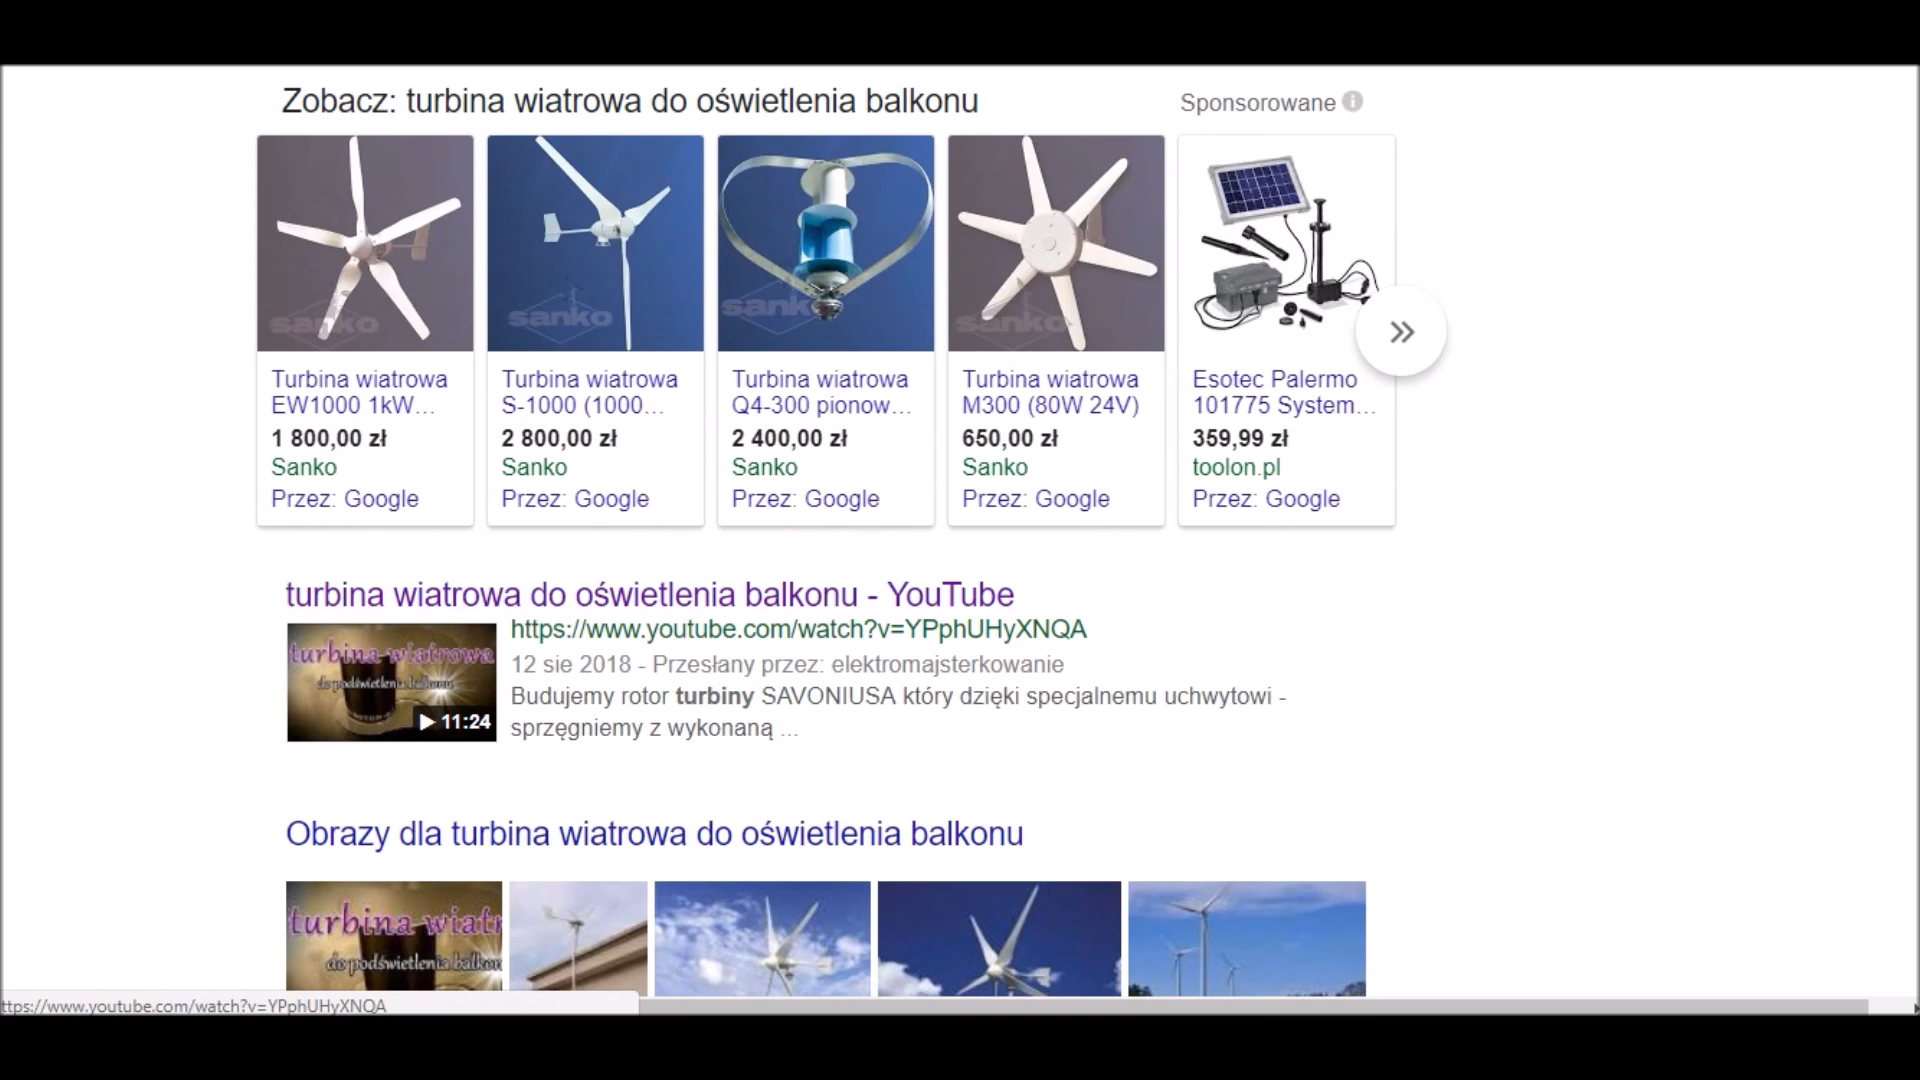 Zobacz: turbina wiatrowa do oświetlenia balkonu
Sponsorowane
sanko
sanko
sanko
sanko
Turbina wiatrowa
EW1000 1kW...
1 800,00 zł
Sanko
Przez: Google
Turbina wiatrowa
S-1000 (1000...
2 800,00 zł
Sanko
Przez: Google
Turbina wiatrowa
Q4-300 pionow...
2 400,00 zł
Sanko
Przez: Google
Turbina wiatrowa
M300 (80W 24V)
650,00 zł
Sanko
Przez: Google
Esotec Palermo
101775 System...
359,99 zł
toolon.pl
Przez: Google
turbina wiatrowa do oświetlenia balkonu - YouTube
turbina wiatrowa
do podświetlenia balkonu
11:24
https://www.youtube.com/watch?v=YPphUHyXNQA
12 sie 2018 - Przesłany przez: elektromajsterkowanie
Budujemy rotor turbiny SAVONIUSA który dzięki specjalnemu uchwytowi -
sprzęgniemy z wykonaną ...
Obrazy dla turbina wiatrowa do oświetlenia balkonu
turbina wiatr
do podświetlenia balkon
ttps://www.youtube.com/watch?v=YPphUHyXNQA